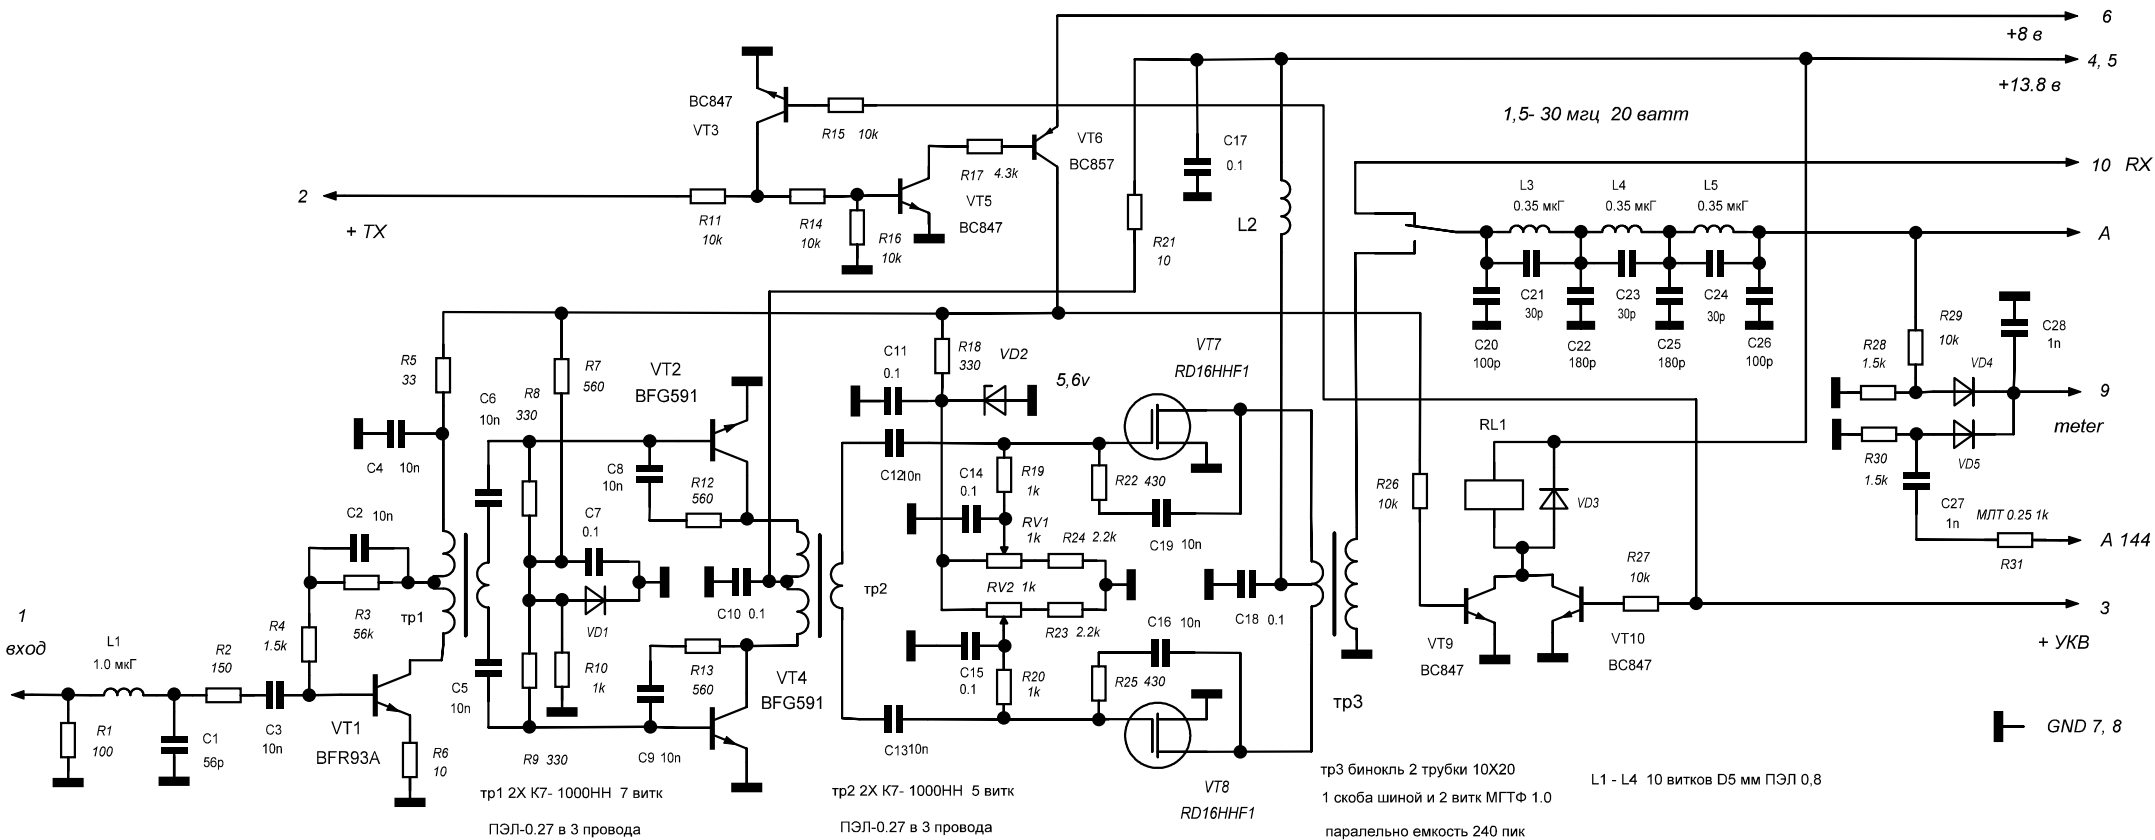 6
+8 в
4, 5
+13.8 в
1,5- 30 мгц 20 ватт
BC847
VT3
R15 10k
VT6
BC857
C17
0.1
10 RX
2
+ TX
R11
10k
R14
10k
R16
10k
R17 4.3k
VT5
BC847
R21
10
L2
L3
0.35 мкГ
L4
0.35 мкГ
L5
0.35 мкГ
A
C21
30p
C23
30p
C24
30p
C20
100p
C22
180p
C25
180p
C26
100p
R28
1.5k
R29
10k
C28
1n
VD4
9
meter
R30
1.5k
VD5
C27
1n
МЛТ 0.25 1k
A 144
R31
R5
33
C4 10n
C6
10n
R8
330
R7
560
VT2
BFG591
C8
10n
R12
560
C11
0.1
R18
330
VD2
5,6v
VT7
RD16HHF1
C12 10n
C14
0.1
R19
1k
R22 430
C19 10n
RL1
VD3
R26
10k
C2 10n
R3
56k
R4
1.5k
тр1
C7
0.1
VD1
C10 0.1
тр2
RV1
1k
R24 2.2k
RV2 1k
R23 2.2k
C18 0.1
R27
10k
3
+ УКВ
VT9
BC847
VT10
BC847
1
вход
L1
1.0 мкГ
R2
150
C3
10n
R1
100
C1
56p
VT1
BFR93A
R6
10
C5
10n
R10
1k
R9 330
R13
560
C9 10n
VT4
BFG591
C13 10n
C15
0.1
R20
1k
C16 10n
R25 430
VT8
RD16HHF1
тр3
GND 7, 8
тр1 2Х К7- 1000НН 7 витк
ПЭЛ-0.27 в 3 провода
тр2 2Х К7- 1000НН 5 витк
ПЭЛ-0.27 в 3 провода
тр3 бинокль 2 трубки 10Х20
1 скоба шиной и 2 витк МГТФ 1.0
паралельно емкость 240 пик
L1 - L4 10 витков D5 мм ПЭЛ 0,8